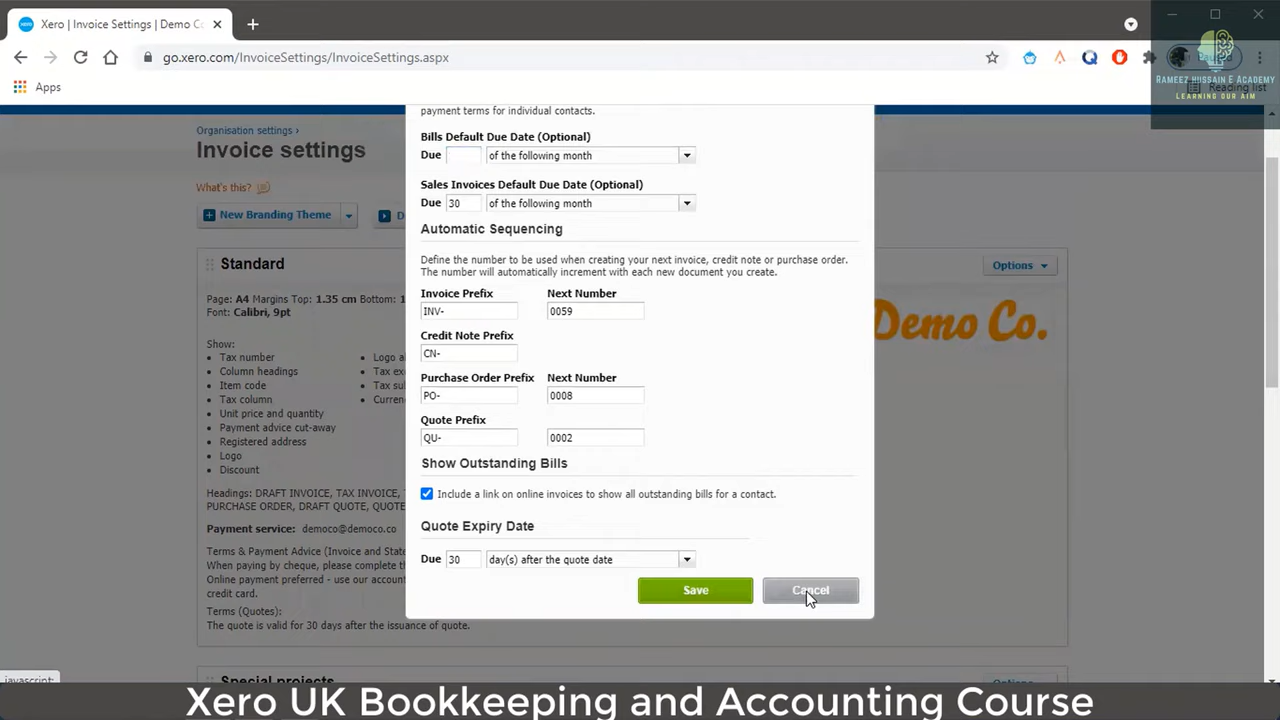 Xero | Invoice Settings | Demo Co
go.xero.com/InvoiceSettings/InvoiceSettings.aspx
Apps
Reading list
RAMEEZ HUSSAIN E ACADEMY
LEARNING OUR AIM
Organisation settings ›
Invoice settings
What's this?
New Branding Theme
D
Standard
Options
Page: A4 Margins Top: 1.35 cm Bottom: 1
Font: Calibri, 9pt
Show:
Tax number
Column headings
Item code
Tax column
Unit price and quantity
Payment advice cut-away
Registered address
Logo
Discount
Logo a
Tax ex
Tax su
Curren
Headings: DRAFT INVOICE, TAX INVOICE, T
PURCHASE ORDER, DRAFT QUOTE, QUOTE
Payment service: democo@democo.co
Terms & Payment Advice (Invoice and State
When paying by cheque, please complete th
Online payment preferred - use our accoun
credit card.
Terms (Quotes):
The quote is valid for 30 days after the issuance of quote.
Demo Co.
payment terms for individual contacts.
Bills Default Due Date (Optional)
Due of the following month
Sales Invoices Default Due Date (Optional)
Due 30 of the following month
Automatic Sequencing
Define the number to be used when creating your next invoice, credit note or purchase order.
The number will automatically increment with each new document you create.
Invoice Prefix Next Number
INV- 0059
Credit Note Prefix
CN-
Purchase Order Prefix Next Number
PO- 0008
Quote Prefix
QU- 0002
Show Outstanding Bills
Include a link on online invoices to show all outstanding bills for a contact.
Quote Expiry Date
Due 30 day(s) after the quote date
Save Cancel
Special projects
Options
javascript:
Xero UK Bookkeeping and Accounting Course